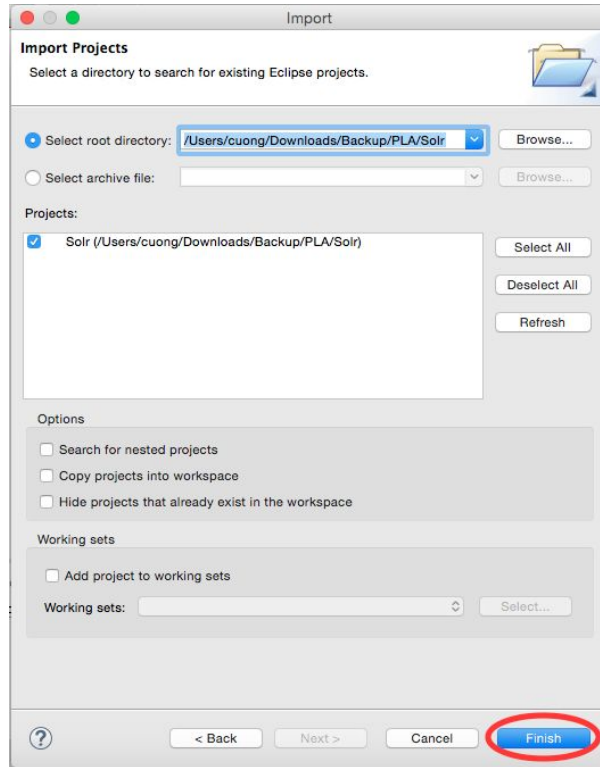 Import
Import Projects
Select a directory to search for existing Eclipse projects.
Select root directory: /Users/cuong/Downloads/Backup/PLA/Solr Browse...
Select archive file: Browse...
Projects:
Solr (/Users/cuong/Downloads/Backup/PLA/Solr)
Select All
Deselect All
Refresh
Options
Search for nested projects
Copy projects into workspace
Hide projects that already exist in the workspace
Working sets
Add project to working sets
Working sets: Select...
? < Back Next > Cancel Finish